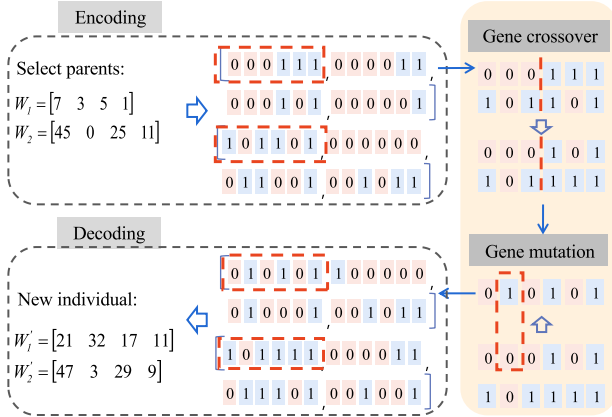 Encoding
Select parents:
W₁ = [7 3 5 1]
W₂ = [45 0 25 11]
[0 0 0 1 1 1 , 0 0 0 0 1 1 ,
0 0 0 1 0 1 , 0 0 0 0 0 1]
[1 0 1 1 0 1 , 0 0 0 0 0 0 ,
0 1 1 0 0 1 , 0 0 1 0 1 1]
Gene crossover
0 0 0 1 1 1
1 0 1 1 0 1
0 0 0 1 0 1
1 0 1 1 1 1
Gene mutation
0 1 0 1 0 1
0 0 0 1 0 1
1 0 1 1 1 1
Decoding
New individual:
W₁' = [21 32 17 11]
W₂' = [47 3 29 9]
[0 1 0 1 0 1 , 1 0 0 0 0 0 ,
0 1 0 0 0 1 , 0 0 1 0 1 1]
[1 0 1 1 1 1 , 0 0 0 0 1 1 ,
0 1 1 1 0 1 , 0 0 1 0 0 1]